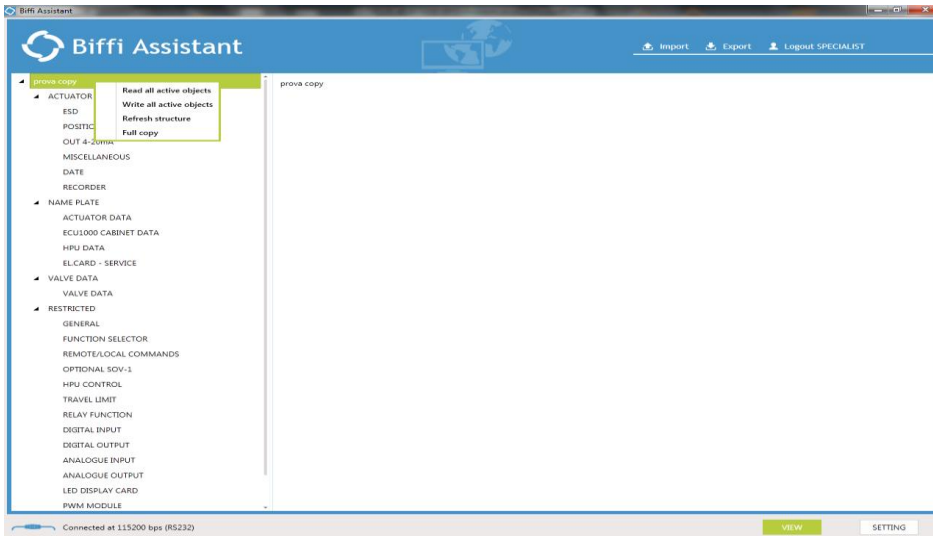 Biffi Assistant
Biffi Assistant
Import Export Logout SPECIALIST
prova copy
ACTUATOR
ESD
OUT 4-20mA
MISCELLANEOUS
DATE
RECORDER
NAME PLATE
ACTUATOR DATA
ECU1000 CABINET DATA
HPU DATA
EL.CARD - SERVICE
VALVE DATA
VALVE DATA
RESTRICTED
GENERAL
FUNCTION SELECTOR
REMOTE/LOCAL COMMANDS
OPTIONAL SOV-1
HPU CONTROL
TRAVEL LIMIT
RELAY FUNCTION
DIGITAL INPUT
DIGITAL OUTPUT
ANALOGUE INPUT
ANALOGUE OUTPUT
LED DISPLAY CARD
PWM MODULE
Read all active objects
Write all active objects
Refresh structure
Full copy
prova copy
Connected at 115200 bps (RS232)
VIEW SETTING